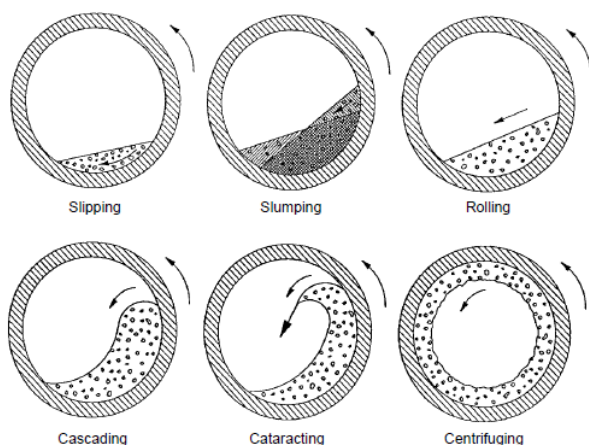 Slipping
Slumping
Rolling
Cascading
Cataracting
Centrifuging